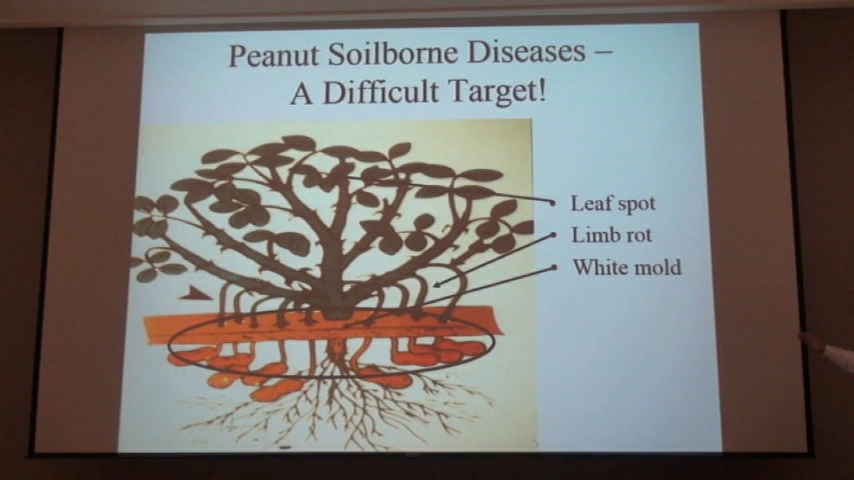 Peanut Soilborne Diseases –
A Difficult Target!
Leaf spot
Limb rot
White mold